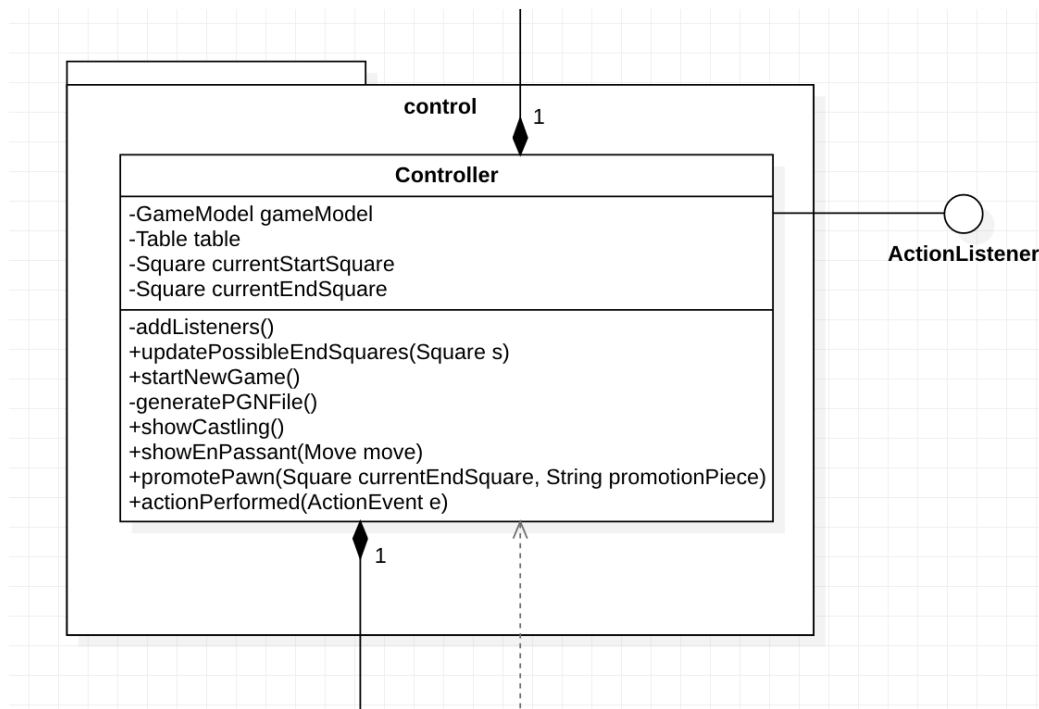 control
1
Controller
-GameModel gameModel
-Table table
-Square currentStartSquare
-Square currentEndSquare
ActionListener
-addListeners()
+updatePossibleEndSquares(Square s)
+startNewGame()
-generatePGNFile()
+showCastling()
+showEnPassant(Move move)
+promotePawn(Square currentEndSquare, String promotionPiece)
+actionPerformed(ActionEvent e)
1